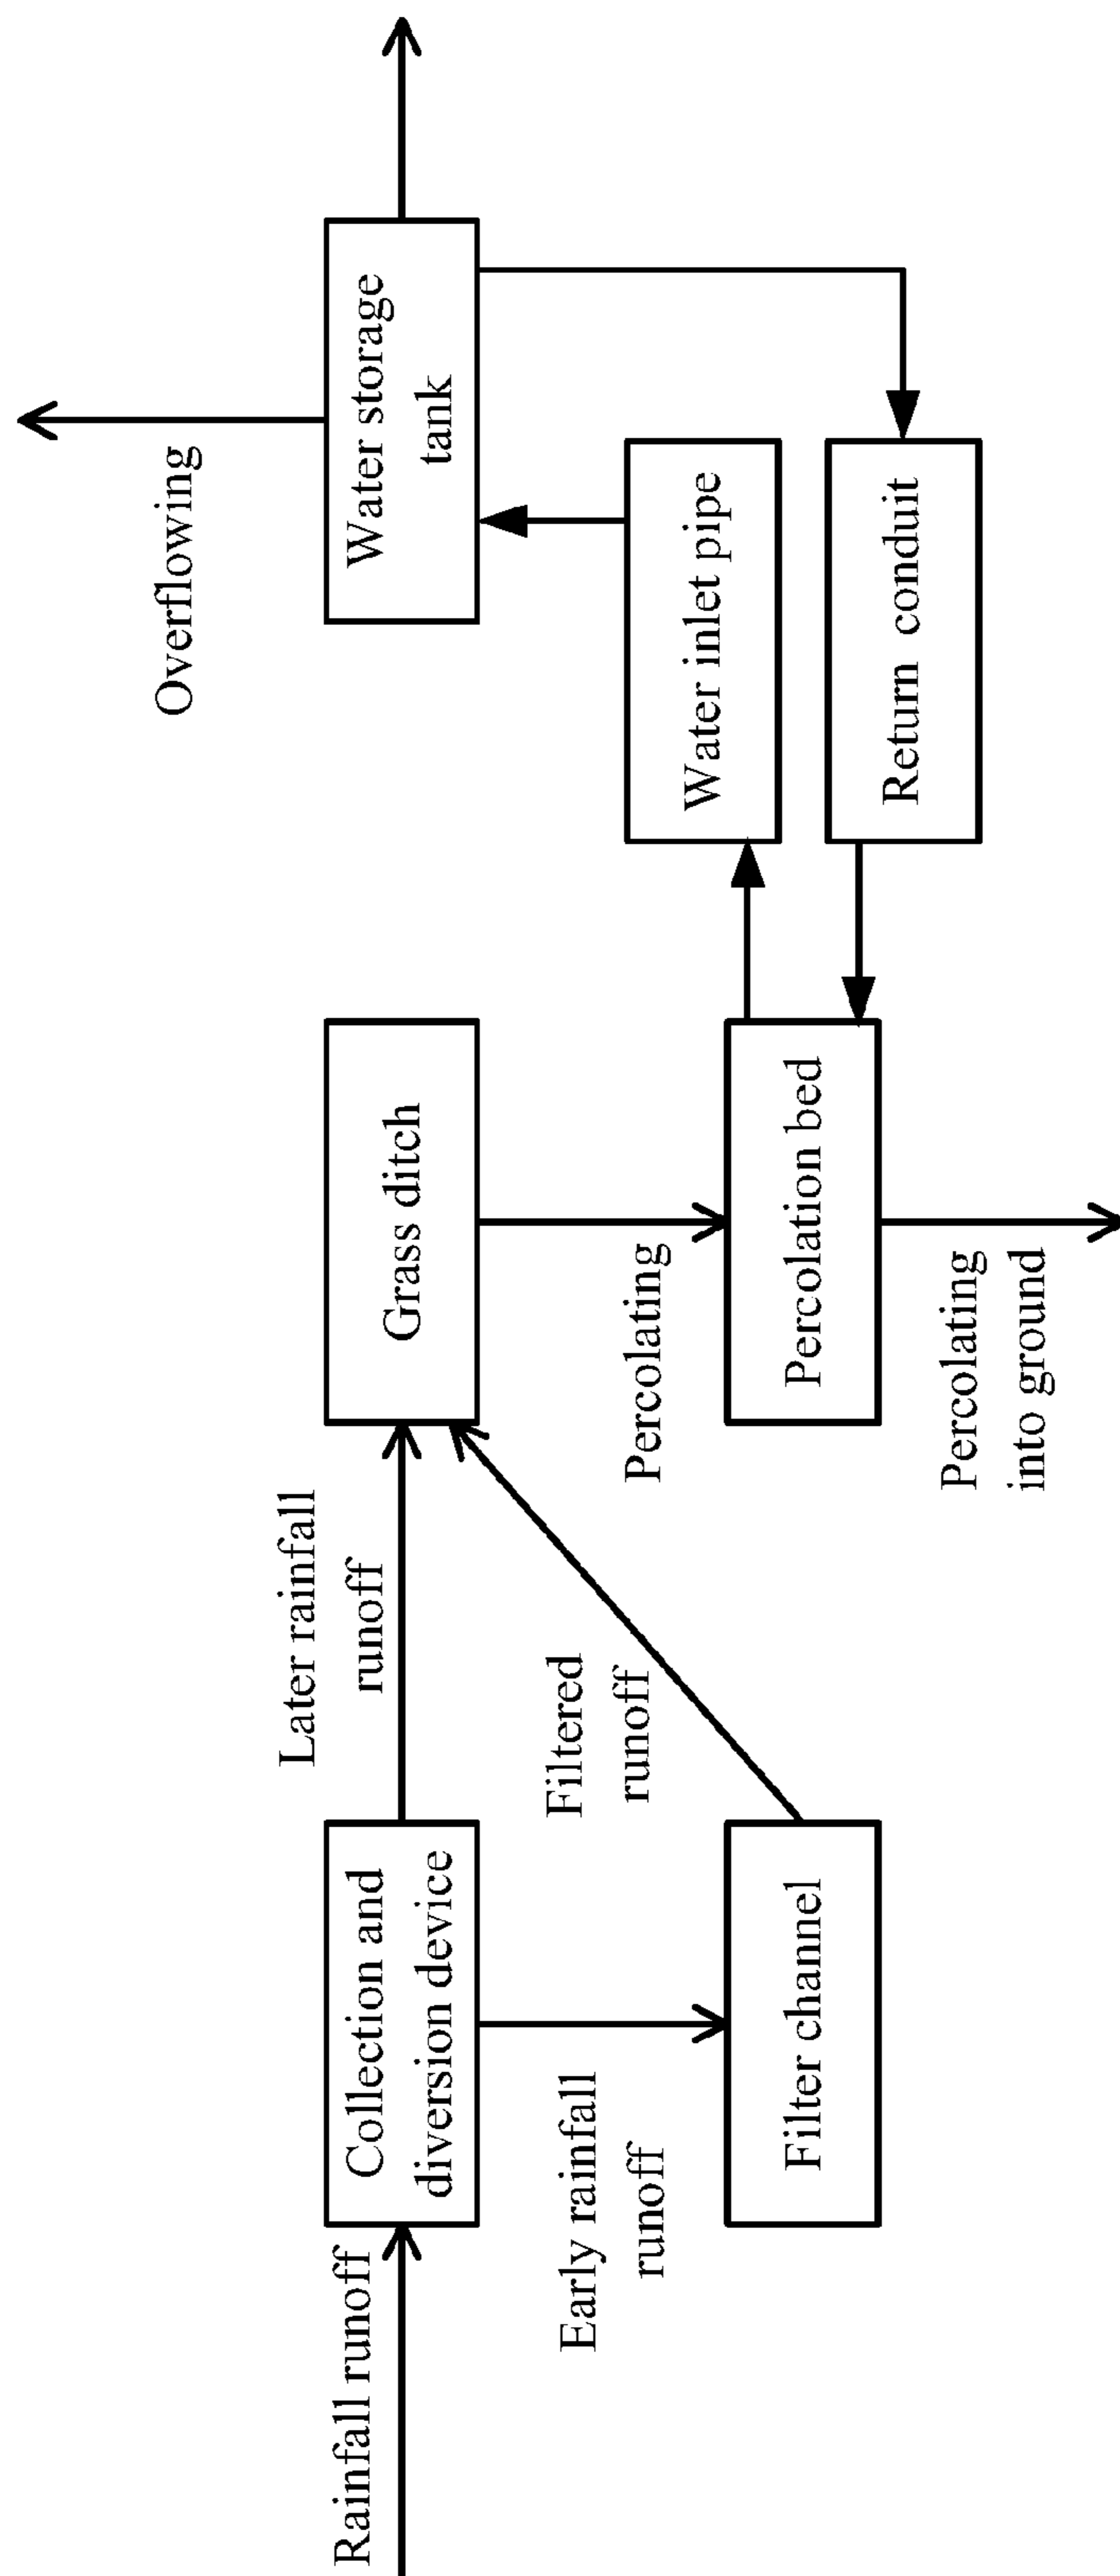 Rainfall runoff
Collection and
diversion device
Early rainfall
runoff
Filter channel
Later rainfall
runoff
Filtered
runoff
Grass ditch
Percolating
Percolation bed
Percolating
into ground
Overflowing
Water storage
tank
Water inlet pipe
Return conduit